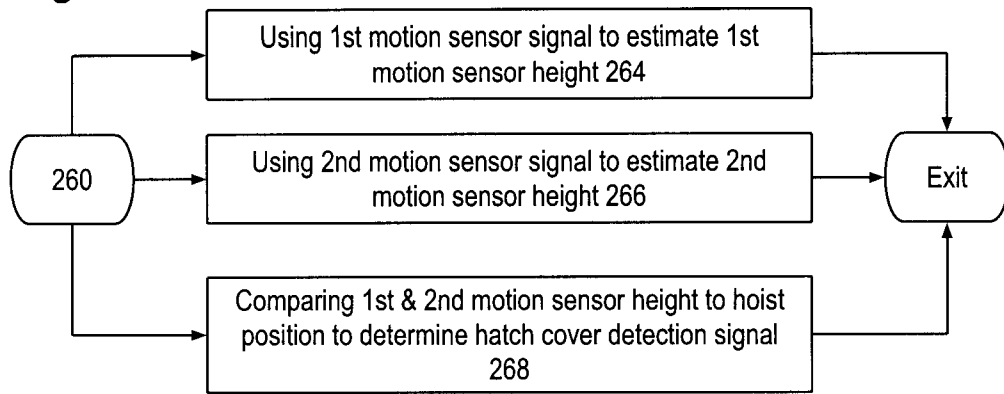 Using 1st motion sensor signal to estimate 1st
motion sensor height 264
260
Using 2nd motion sensor signal to estimate 2nd
motion sensor height 266
Exit
Comparing 1st & 2nd motion sensor height to hoist
position to determine hatch cover detection signal
268